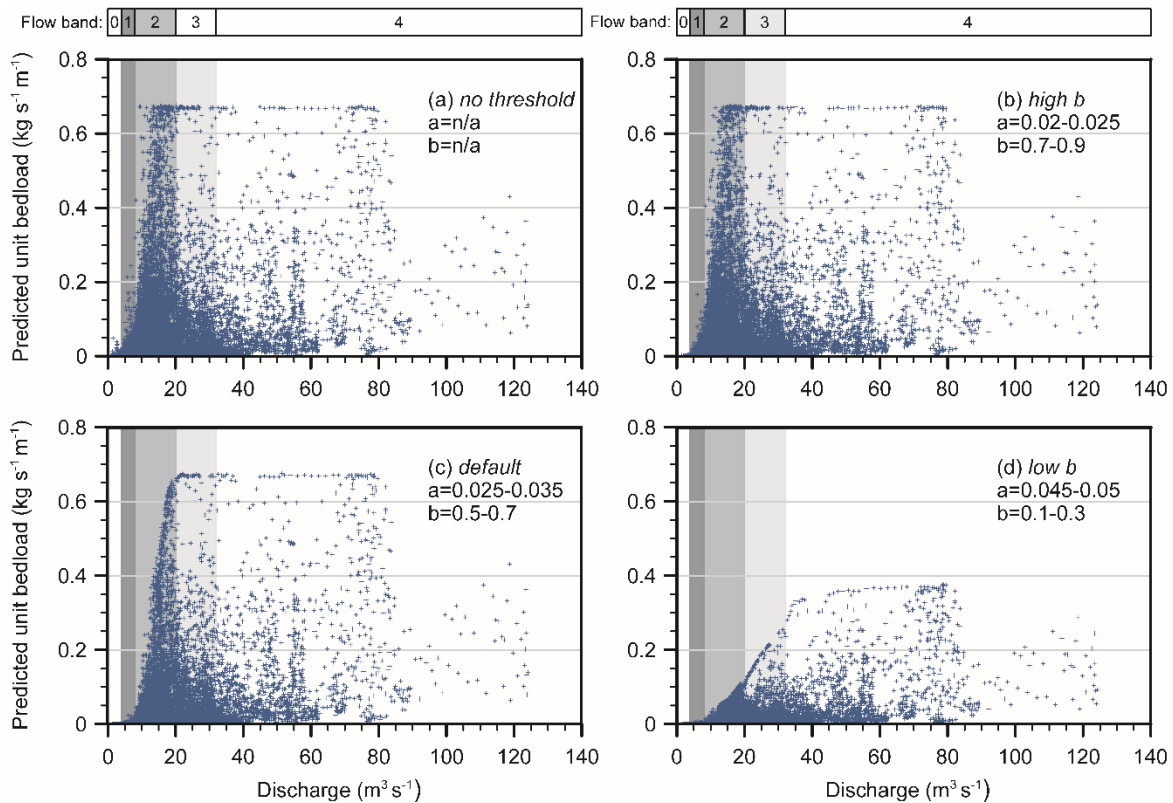 Flow band: 0 1 2 3 4
Flow band: 0 1 2 3 4
Predicted unit bedload (kg s⁻¹ m⁻¹)
0.8
0.6
0.4
0.2
0
(a) no threshold
a=n/a
b=n/a
0 20 40 60 80 100 120 140
0.8
0.6
0.4
0.2
0
(b) high b
a=0.02-0.025
b=0.7-0.9
0 20 40 60 80 100 120 140
Predicted unit bedload (kg s⁻¹ m⁻¹)
0.8
0.6
0.4
0.2
0
(c) default
a=0.025-0.035
b=0.5-0.7
0 20 40 60 80 100 120 140
Discharge (m³ s⁻¹)
0.8
0.6
0.4
0.2
0
(d) low b
a=0.045-0.05
b=0.1-0.3
0 20 40 60 80 100 120 140
Discharge (m³ s⁻¹)